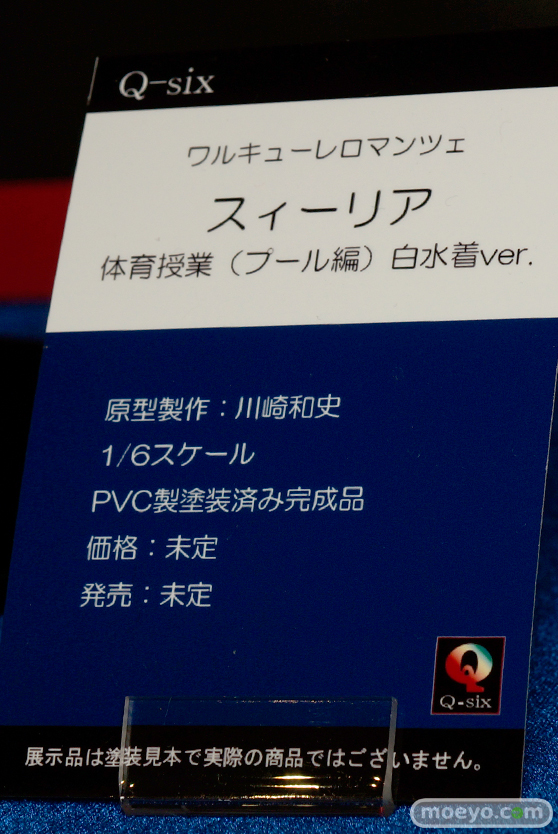 Q-six
ワルキューレロマンツェ
スィーリア
体育授業（プール編）白水着ver.
原型製作：川崎和史
1/6スケール
PVC製塗装済み完成品
価格：未定
発売：未定
Q
Q-six
展示品は塗装見本で実際の商品ではございません。
moeyo.com